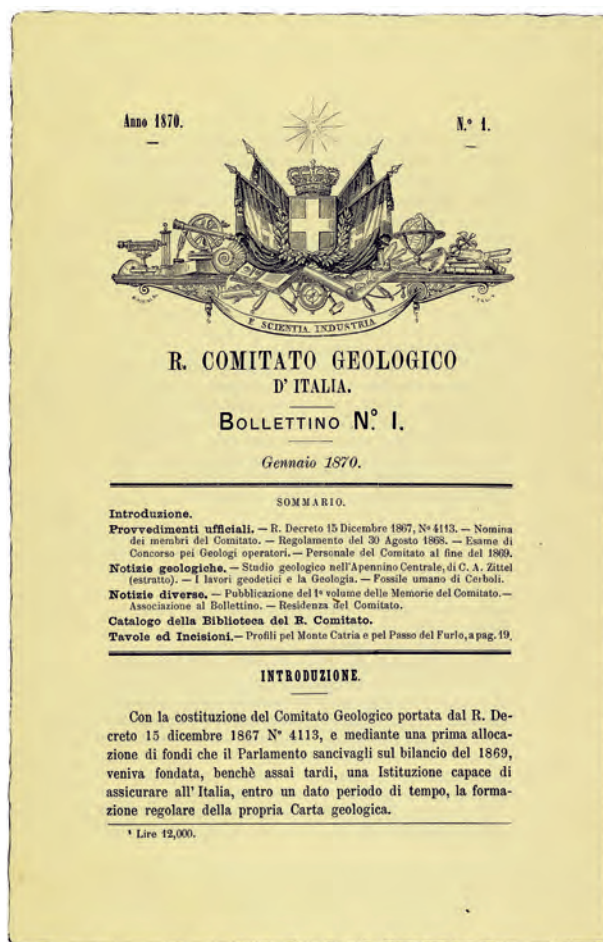 Anno 1870.
N.° 1.
E SCIENTIA INDUSTRIA
R. COMITATO GEOLOGICO
D' ITALIA.
BOLLETTINO N.° I.
Gennaio 1870.
SOMMARIO.
Introduzione.
Provvedimenti ufficiali. — R. Decreto 15 Dicembre 1867, N° 4113. — Nomina
dei membri del Comitato. — Regolamento del 30 Agosto 1868. — Esame di
Concorso pei Geologi operatori. — Personale del Comitato al fine del 1869.
Notizie geologiche. — Studio geologico nell'Apennino Centrale, di C. A. Zittel
(estratto). — I lavori geodetici e la Geologia. — Fossile umano di Cerboli.
Notizie diverse. — Pubblicazione del 1° volume delle Memorie del Comitato. —
Associazione al Bollettino. — Residenza del Comitato.
Catalogo della Biblioteca del R. Comitato.
Tavole ed Incisioni. — Profili pel Monte Catria e pel Passo del Furlo, a pag. 19.
INTRODUZIONE.
Con la costituzione del Comitato Geologico portata dal R. De-
creto 15 dicembre 1867 N° 4113, e mediante una prima alloca-
zione di fondi che il Parlamento sancivagli sul bilancio del 1869,
veniva fondata, benchè assai tardi, una Istituzione capace di
assicurare all' Italia, entro un dato periodo di tempo, la forma-
zione regolare della propria Carta geologica.
¹ Lire 12,000.